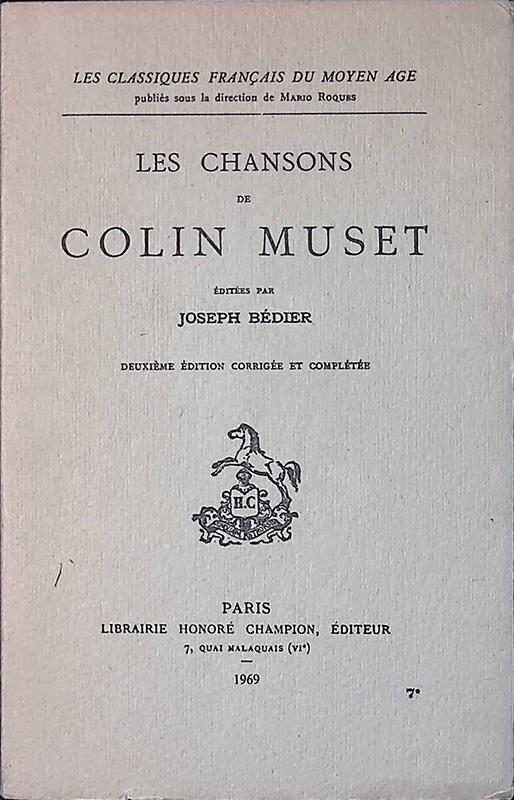 LES CLASSIQUES FRANÇAIS DU MOYEN AGE
publiés sous la direction de MARIO ROQUES
LES CHANSONS
DE
COLIN MUSET
ÉDITÉES PAR
JOSEPH BÉDIER
DEUXIÈME ÉDITION CORRIGÉE ET COMPLÉTÉE
H.C
PARIS
LIBRAIRIE HONORÉ CHAMPION, ÉDITEUR
7, QUAI MALAQUAIS (VIᵉ)
1969
7º